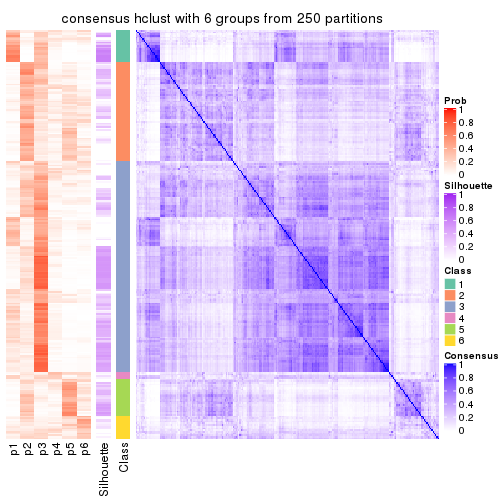 consensus hclust with 6 groups from 250 partitions
Prob
1
0.8
0.6
0.4
0.2
0
Silhouette
1
0.8
0.6
0.4
0.2
0
Class
1
2
3
4
5
6
Consensus
1
0.8
0.6
0.4
0.2
0
p1
p2
p3
p4
p5
p6
Silhouette
Class